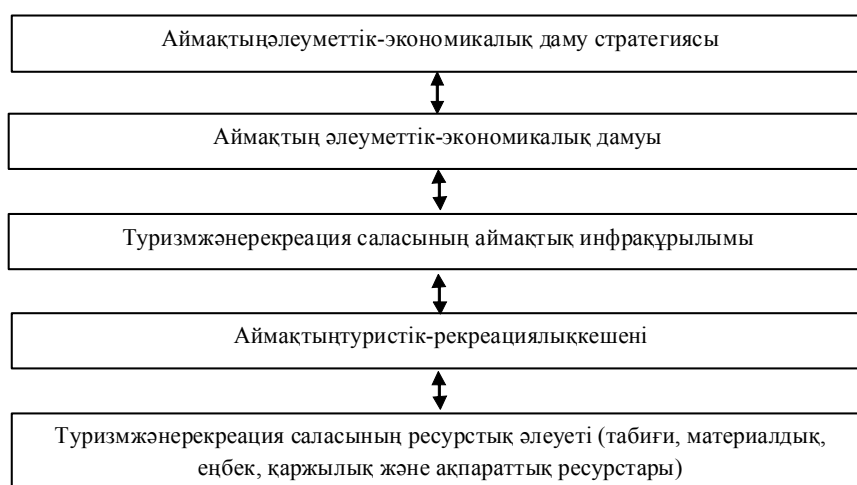 Аймақтыңәлеуметтік-экономикалық даму стратегиясы
Аймақтың әлеуметтік-экономикалық дамуы
Туризмжәнерекреация саласының аймақтық инфрақұрылымы
Аймақтыңтуристік-рекреациялықкешені
Туризмжәнерекреация саласының ресурстық әлеуеті (табиғи, материалдық,
еңбек, қаржылық және ақпараттық ресурстары)